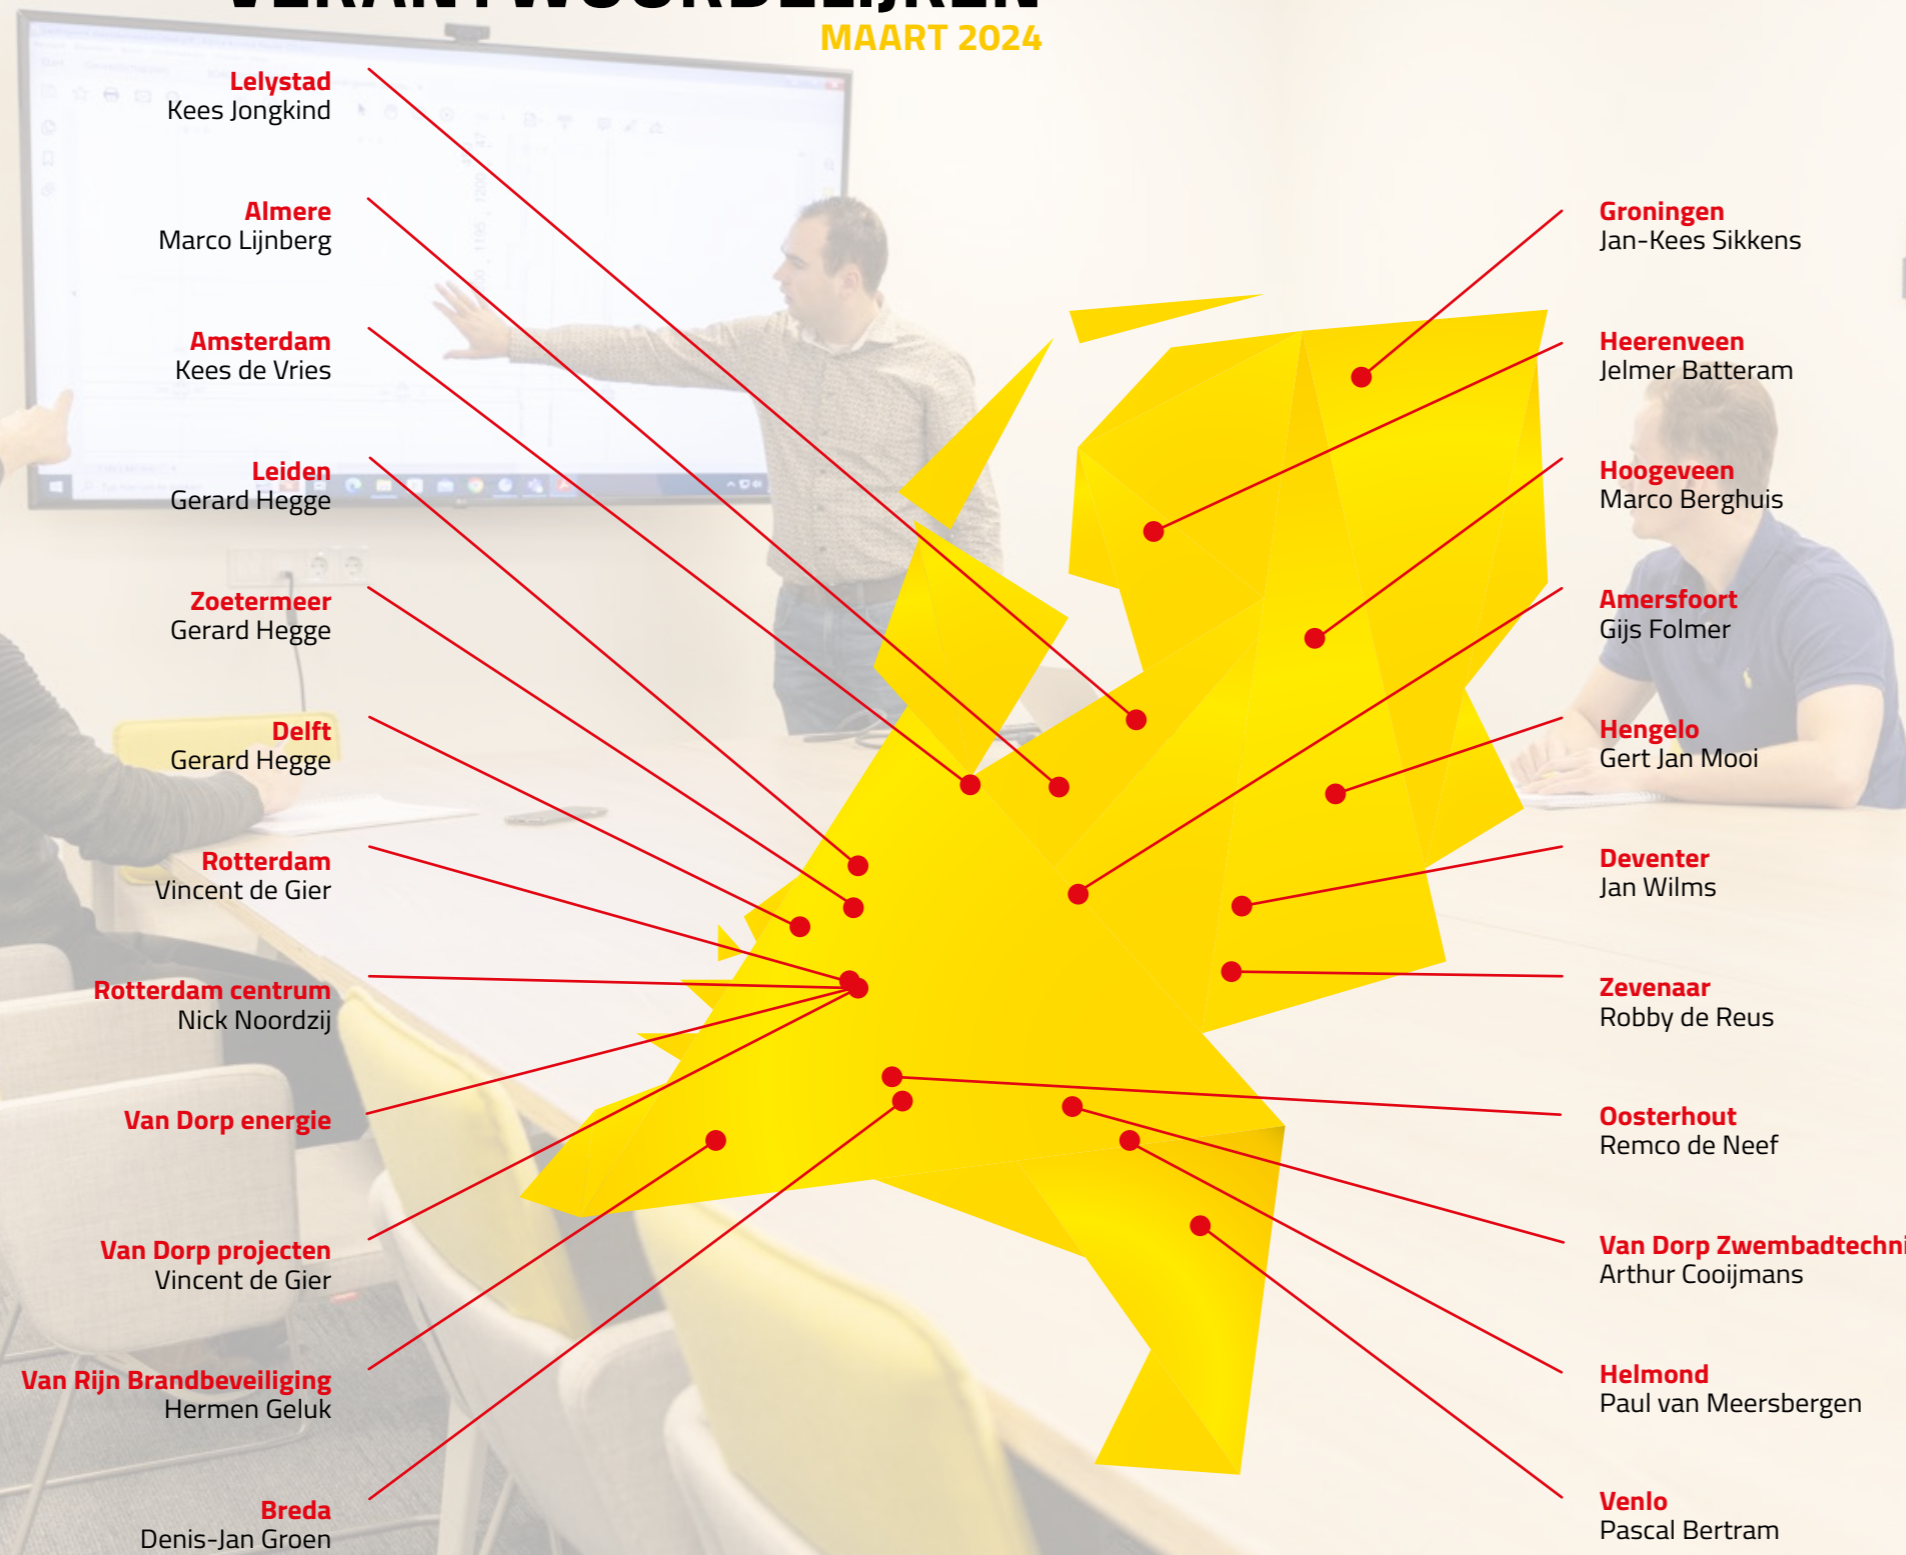 VERANTWOORDELIJKEN
MAART 2024
Lelystad
Kees Jongkind
Almere
Marco Lijnberg
Amsterdam
Kees de Vries
Leiden
Gerard Hegge
Zoetermeer
Gerard Hegge
Delft
Gerard Hegge
Rotterdam
Vincent de Gier
Rotterdam centrum
Nick Noordzij
Van Dorp energie
Van Dorp projecten
Vincent de Gier
Van Rijn Brandbeveiliging
Hermen Geluk
Breda
Denis-Jan Groen
Groningen
Jan-Kees Sikkens
Heerenveen
Jelmer Batteram
Hoogeveen
Marco Berghuis
Amersfoort
Gijs Folmer
Hengelo
Gert Jan Mooi
Deventer
Jan Wilms
Zevenaar
Robby de Reus
Oosterhout
Remco de Neef
Van Dorp Zwembadtechni
Arthur Cooijmans
Helmond
Paul van Meersbergen
Venlo
Pascal Bertram